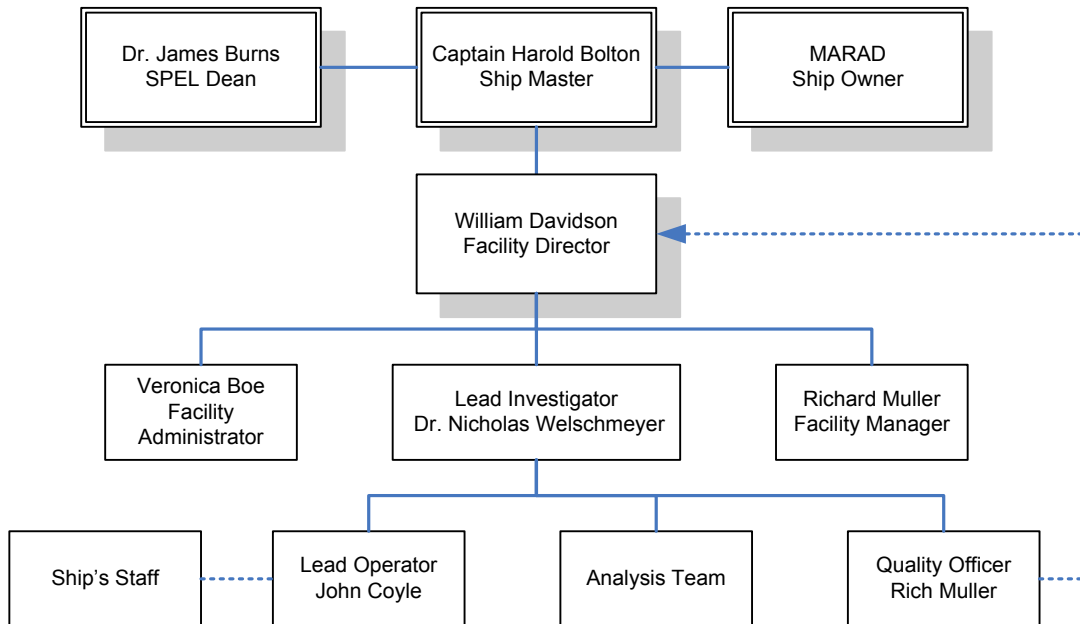 Dr. James Burns
SPEL Dean
Captain Harold Bolton
Ship Master
MARAD
Ship Owner
William Davidson
Facility Director
Veronica Boe
Facility
Administrator
Lead Investigator
Dr. Nicholas Welschmeyer
Richard Muller
Facility Manager
Ship's Staff
Lead Operator
John Coyle
Analysis Team
Quality Officer
Rich Muller